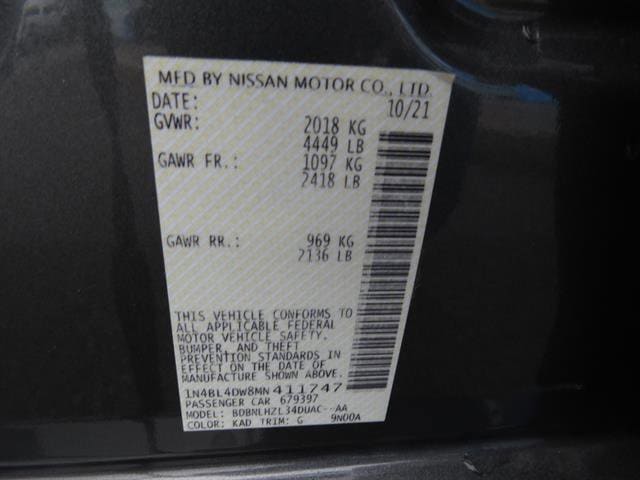 MFD BY NISSAN MOTOR CO., LTD.
DATE: 10/21
GVWR: 2018 KG
4449 LB
GAWR FR.: 1097 KG
2418 LB
GAWR RR.: 969 KG
2136 LB
THIS VEHICLE CONFORMS TO
ALL APPLICABLE FEDERAL
MOTOR VEHICLE SAFETY,
BUMPER, AND THEFT
PREVENTION STANDARDS IN
EFFECT ON THE DATE OF
MANUFACTURE SHOWN ABOVE.
1N4BL4DW8MN411747
PASSENGER CAR 679397
MODEL: BDBNLHZL34DUAC--AA
COLOR: KAD TRIM: G 9N00A